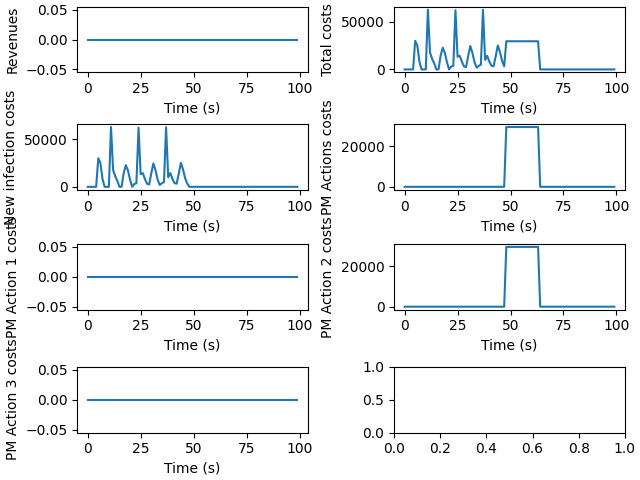 Revenues
0.05
0.00
−0.05
0 25 50 75 100
Time (s)
Total costs
50000
0
0 25 50 75 100
Time (s)
New infection costs
50000
0
0 25 50 75 100
Time (s)
PM Actions costs
20000
0
0 25 50 75 100
Time (s)
PM Action 1 costs
0.05
0.00
−0.05
0 25 50 75 100
Time (s)
PM Action 2 costs
20000
0
0 25 50 75 100
Time (s)
PM Action 3 costs
0.05
0.00
−0.05
0 25 50 75 100
Time (s)
1.0
0.5
0.0
0.0 0.2 0.4 0.6 0.8 1.0